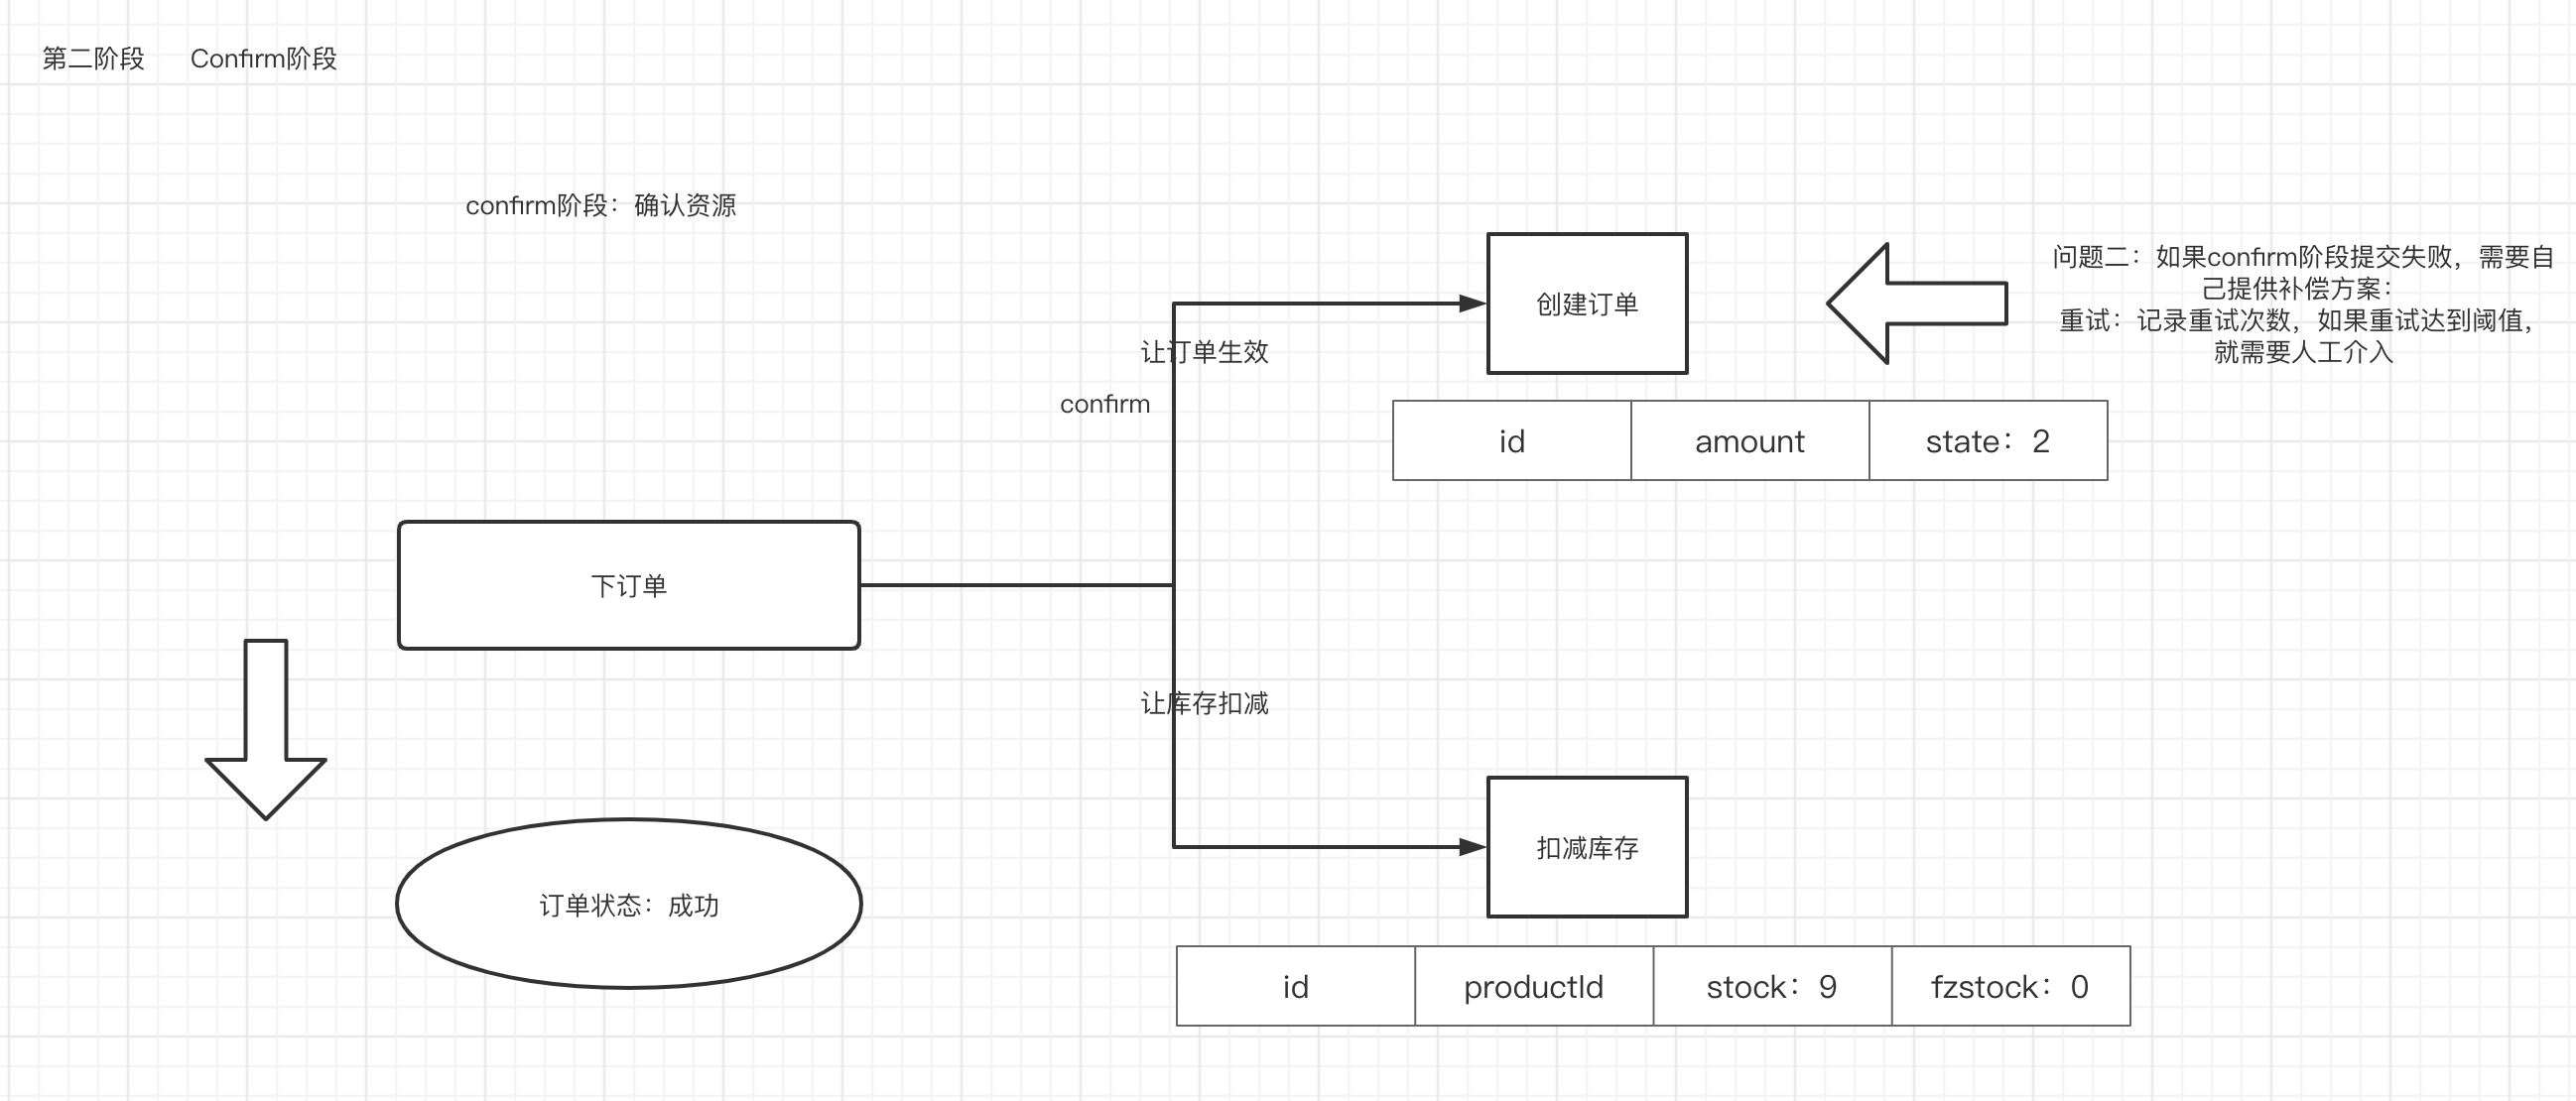 第二阶段 Confirm阶段
confirm阶段：确认资源
创建订单
问题二：如果confirm阶段提交失败，需要自
己提供补偿方案：
重试：记录重试次数，如果重试达到阈值，
就需要人工介入
让订单生效
confirm
id amount state：2
下订单
让库存扣减
扣减库存
订单状态：成功
id productId stock：9 fzstock：0